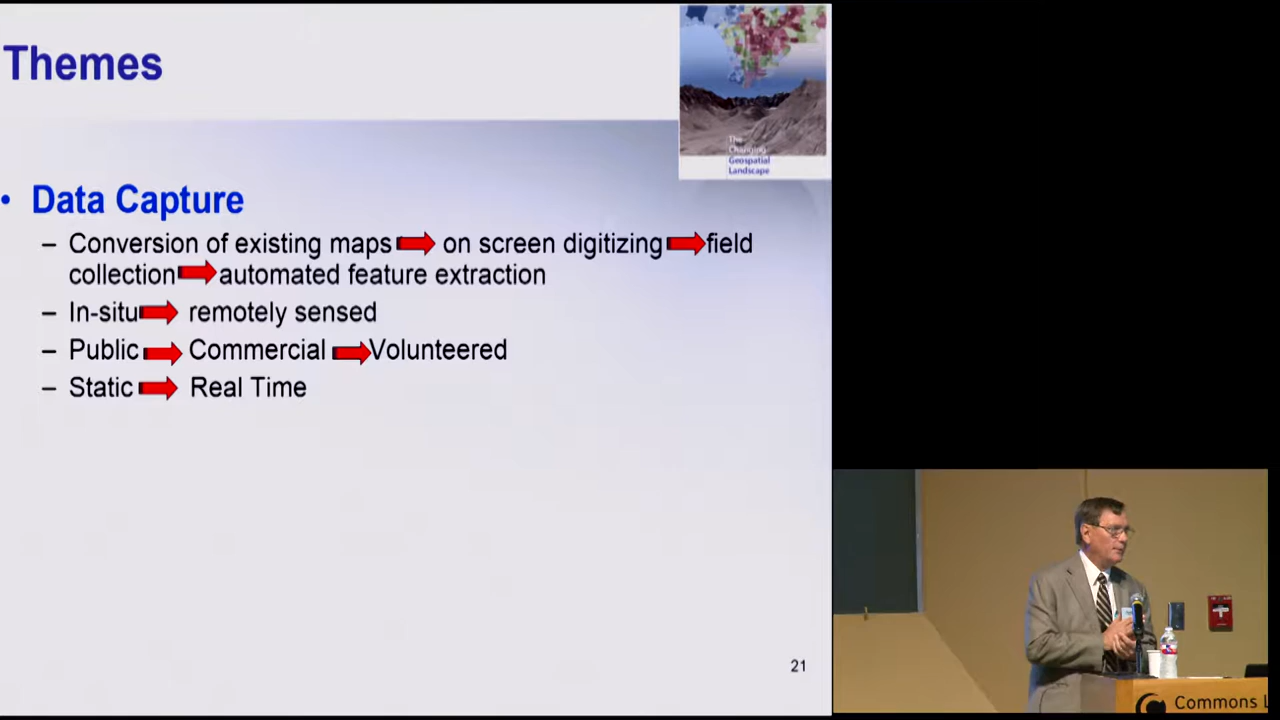 Themes
The
Changing
Geospatial
Landscape
• Data Capture
– Conversion of existing maps on screen digitizing field
collection automated feature extraction
– In-situ remotely sensed
– Public Commercial Volunteered
– Static Real Time
21
Commons L